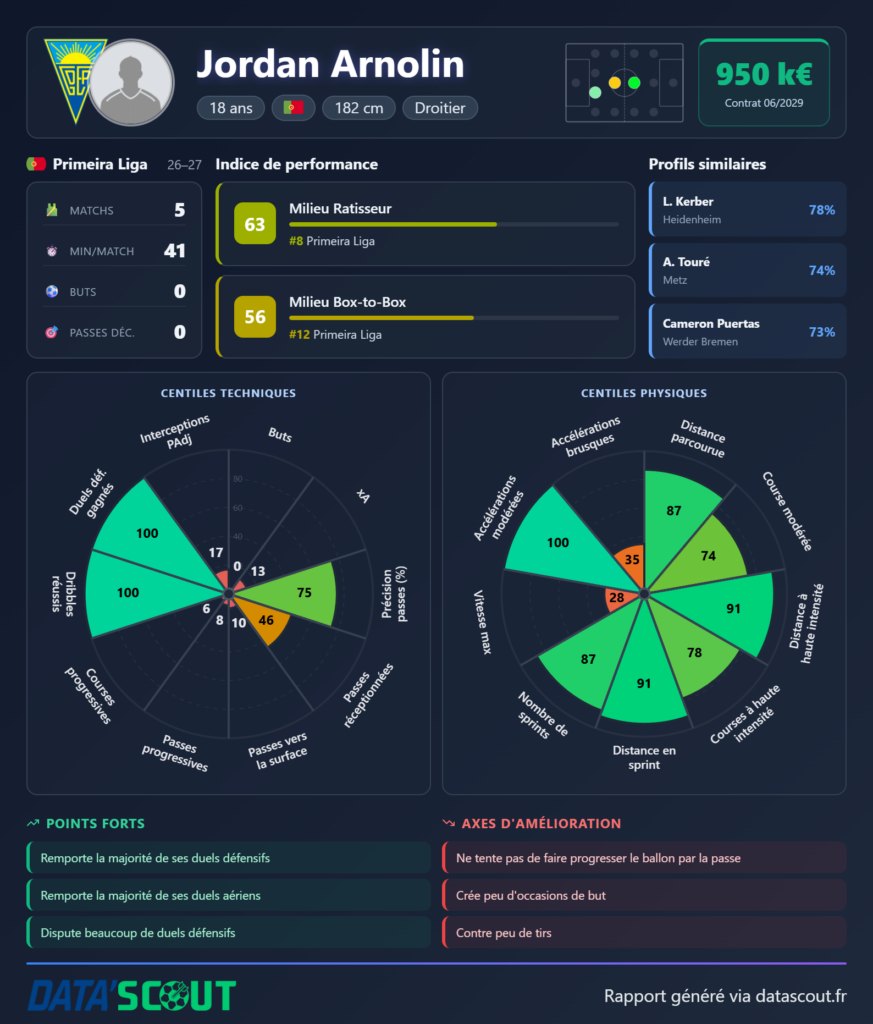 Jordan Arnolin
18 ans
182 cm
Droitier
950 k€
Contrat 06/2029
Primeira Liga 26–27
MATCHS 5
MIN/MATCH 41
BUTS 0
PASSES DÉC. 0
Indice de performance
63
Milieu Ratisseur
#8 Primeira Liga
56
Milieu Box-to-Box
#12 Primeira Liga
Profils similaires
L. Kerber
Heidenheim
78%
A. Touré
Metz
74%
Cameron Puertas
Werder Bremen
73%
CENTILES TECHNIQUES
Buts
0
xA
13
Précision
passes (%)
75
Passes
réceptionnées
46
Passes vers
la surface
10
Passes
progressives
8
Courses
progressives
6
Dribbles
réussis
100
Duels déf.
gagnés
100
Interceptions
PAdj
17
80
60
40
CENTILES PHYSIQUES
Distance
parcourue
87
Course modérée
74
Distance à
haute intensité
91
Courses à haute
intensité
78
Distance en
sprint
91
Nombre de
sprints
87
Vitesse max
28
Accélérations
modérées
100
Accélérations
brusques
35
POINTS FORTS
Remporte la majorité de ses duels défensifs
Remporte la majorité de ses duels aériens
Dispute beaucoup de duels défensifs
AXES D'AMÉLIORATION
Ne tente pas de faire progresser le ballon par la passe
Crée peu d'occasions de but
Contre peu de tirs
DATA'SCOUT
Rapport généré via datascout.fr